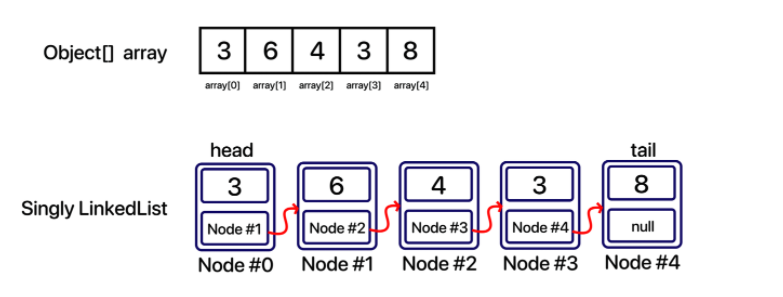 Object[] array
3 6 4 3 8
array[0] array[1] array[2] array[3] array[4]
head tail
3 6 4 3 8
Singly LinkedList
Node #1 Node #2 Node #3 Node #4 null
Node #0 Node #1 Node #2 Node #3 Node #4